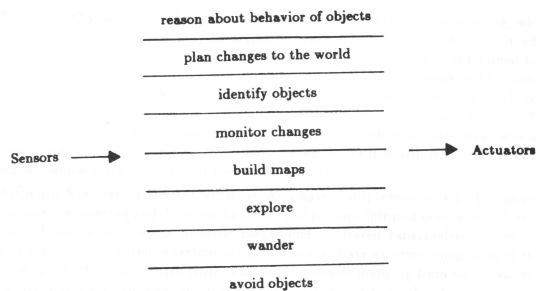 reason about behavior of objects
plan changes to the world
identify objects
monitor changes
Sensors
Actuators
build maps
explore
wander
avoid objects